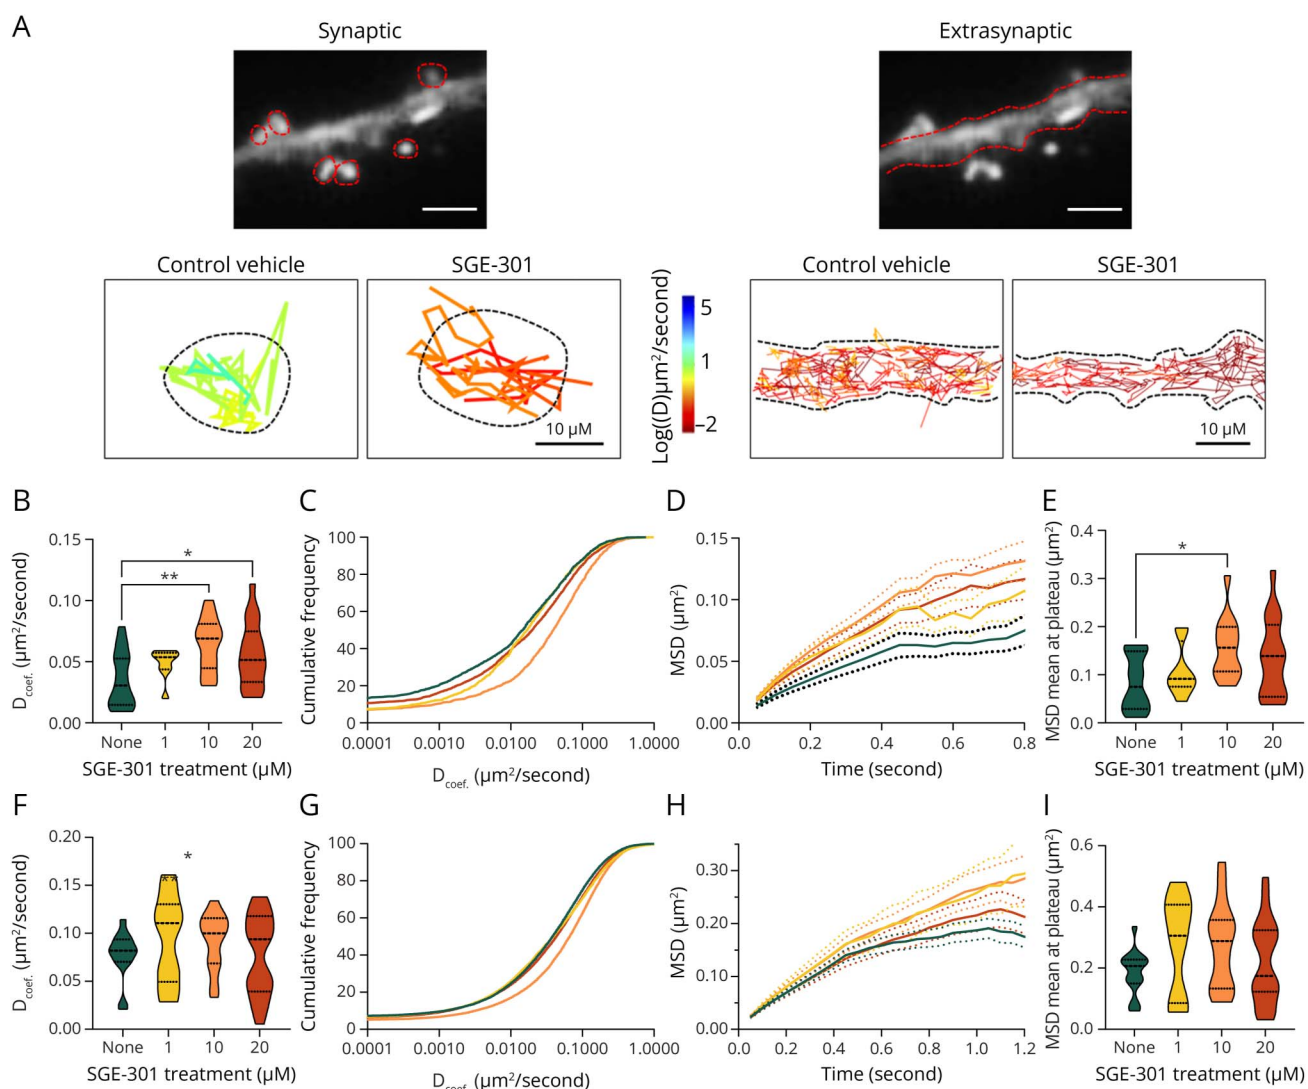 A
Synaptic
Extrasynaptic
Control vehicle
SGE-301
Control vehicle
SGE-301
Log((D)µm²/second)
5
1
–2
10 µM
10 µM
B
D coef. (µm²/second)
0.15
0.10
0.05
0.00
*
**
None 1 10 20
SGE-301 treatment (µM)
C
Cumulative frequency
100
80
60
40
20
0
0.0001 0.0010 0.0100 0.1000 1.0000
D coef. (µm²/second)
D
MSD (µm²)
0.15
0.10
0.05
0.00
0.0 0.2 0.4 0.6 0.8
Time (second)
E
MSD mean at plateau (µm²)
0.4
0.3
0.2
0.1
0.0
*
None 1 10 20
SGE-301 treatment (µM)
F
D coef. (µm²/second)
0.20
0.15
0.10
0.05
0.00
*
**
None 1 10 20
SGE-301 treatment (µM)
G
Cumulative frequency
100
80
60
40
20
0
0.0001 0.0010 0.0100 0.1000 1.0000
D coef. (µm²/second)
H
MSD (µm²)
0.30
0.20
0.10
0.00
0.0 0.2 0.4 0.6 0.8 1.0 1.2
Time (second)
I
MSD mean at plateau (µm²)
0.6
0.4
0.2
0.0
None 1 10 20
SGE-301 treatment (µM)